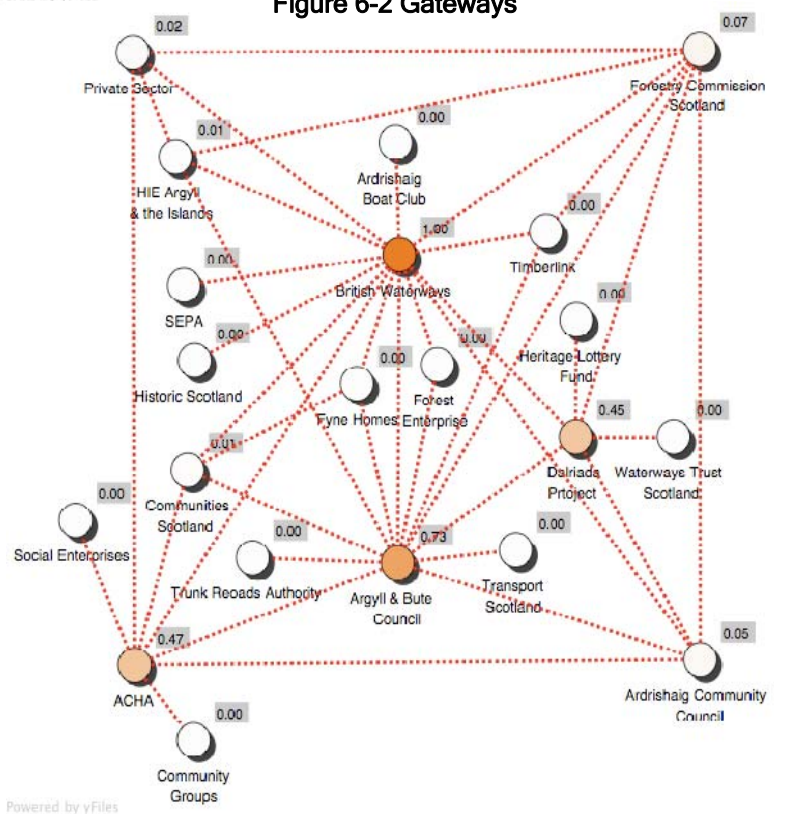 Figure 6-2 Gateways
0.02
0.07
Private Sector
Forestry Commission
Scotland
0.01
0.00
HIE Argyll
& the Islands
Ardrishaig
Boat Club
0.00
1.00
Timberlink
0.00
British Waterways
SEPA
0.00
0.00
Heritage Lottery
Fund
Historic Scotland
0.00
0.00
Fyne Homes
Forest
Enterprise
0.45
0.00
Dalriada
Project
Waterways Trust
Scotland
0.01
Communities
Scotland
0.00
Social Enterprises
0.00
Trunk Reoads Authority
0.73
Argyll & Bute
Council
0.00
Transport
Scotland
0.47
ACHA
0.05
Ardrishaig Community
Council
0.00
Community
Groups
Powered by yFiles